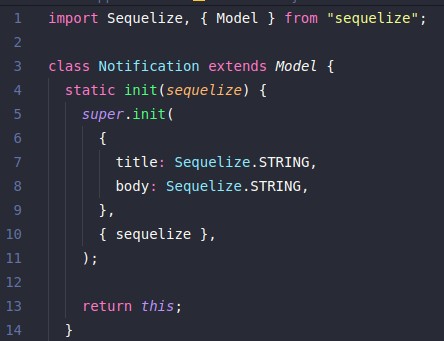 1 import Sequelize, { Model } from "sequelize";
2
3 class Notification extends Model {
4   static init(sequelize) {
5     super.init(
6       {
7         title: Sequelize.STRING,
8         body: Sequelize.STRING,
9       },
10       { sequelize },
11     );
12
13     return this;
14   }